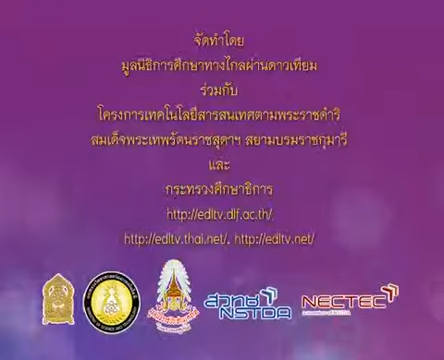 จัดทำโดย
มูลนิธิการศึกษาทางไกลผ่านดาวเทียม
ร่วมกับ
โครงการเทคโนโลยีสารสนเทศตามพระราชดำริ
สมเด็จพระเทพรัตนราชสุดาฯ สยามบรมราชกุมารี
และ
กระทรวงศึกษาธิการ
http://edltv.dlf.ac.th/
http://edltv.thai.net/, http://edltv.net/
สวทช NSTDA
NECTEC